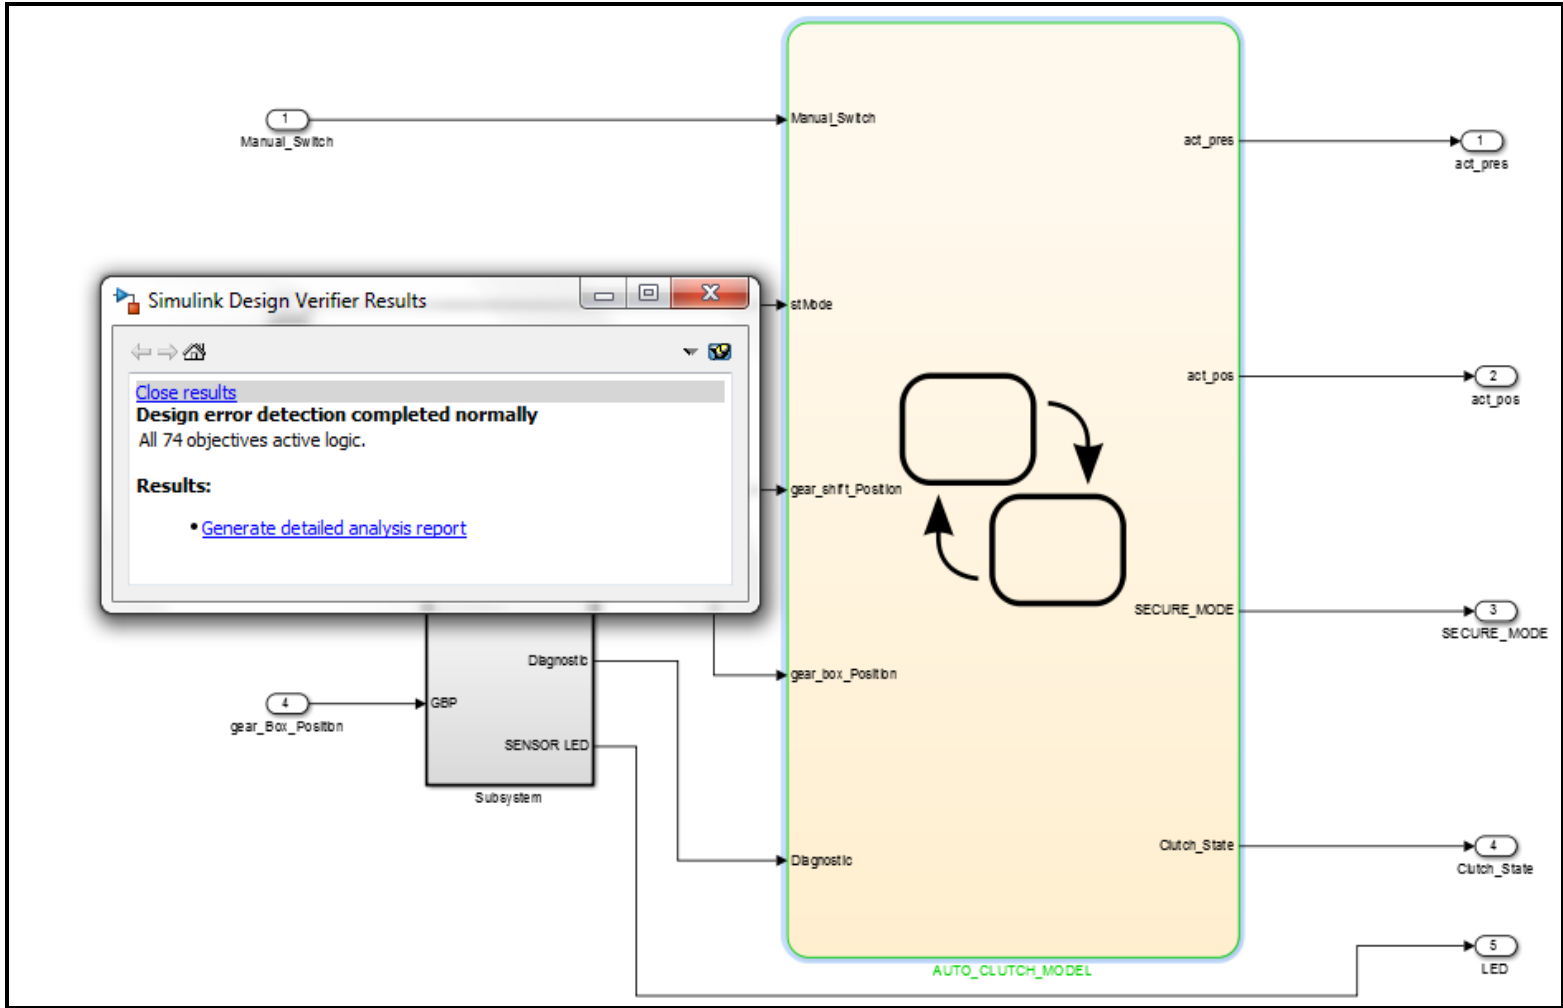 1
Manual_Switch
Manual_Switch
act_pres
1
act_pres
Simulink Design Verifier Results
stMode
Close results
Design error detection completed normally
All 74 objectives active logic.
Results:
• Generate detailed analysis report
act_pos
2
act_pos
gear_shift_Position
SECURE_MODE
3
SECURE_MODE
Diagnostic
gear_box_Position
4
gear_Box_Position
GBP
SENSOR LED
Subsystem
Diagnostic
Clutch_State
4
Clutch_State
5
LED
AUTO_CLUTCH_MODEL